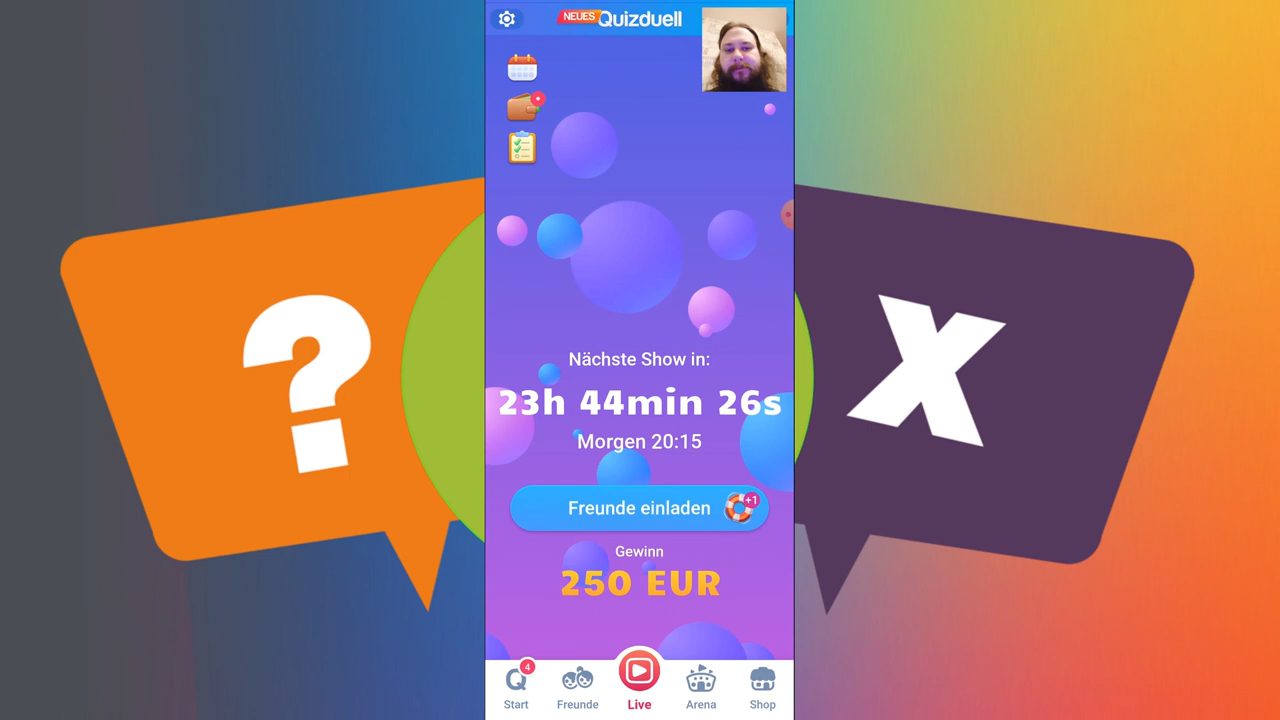 NEUES Quizduell
Nächste Show in:
23h 44min 26s
Morgen 20:15
Freunde einladen +1
Gewinn
250 EUR
4
Start Freunde Live Arena Shop
? X